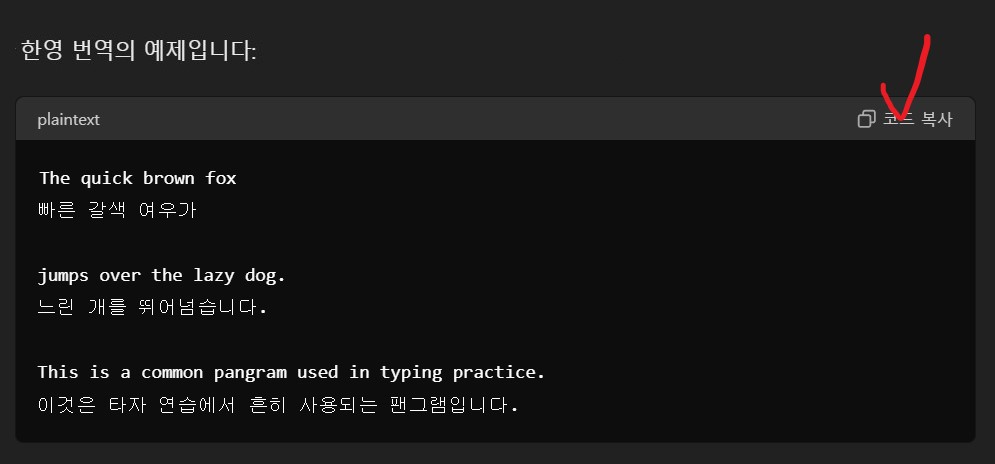 한영 번역의 예제입니다:
plaintext
코드 복사
The quick brown fox
빠른 갈색 여우가
jumps over the lazy dog.
느린 개를 뛰어넘습니다.
This is a common pangram used in typing practice.
이것은 타자 연습에서 흔히 사용되는 팬그램입니다.